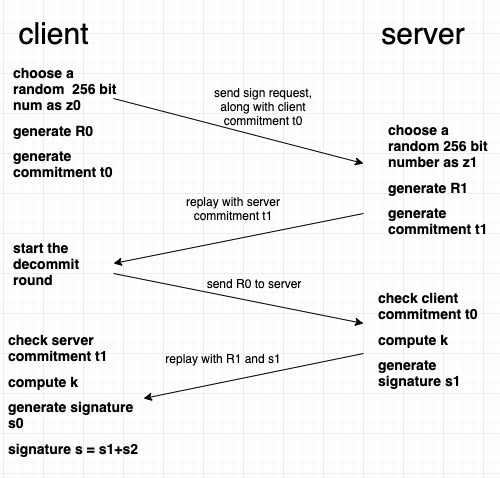 client
server
choose a
random  256 bit
num as z0
generate R0
generate
commitment t0
send sign request,
along with client
commitment t0
choose a
random 256 bit
number as z1
generate R1
generate
commitment t1
replay with server
commitment t1
start the
decommit
round
send R0 to server
check client
commitment t0
compute k
generate
signature s1
replay with R1 and s1
check server
commitment t1
compute k
generate signature
s0
signature s = s1+s2